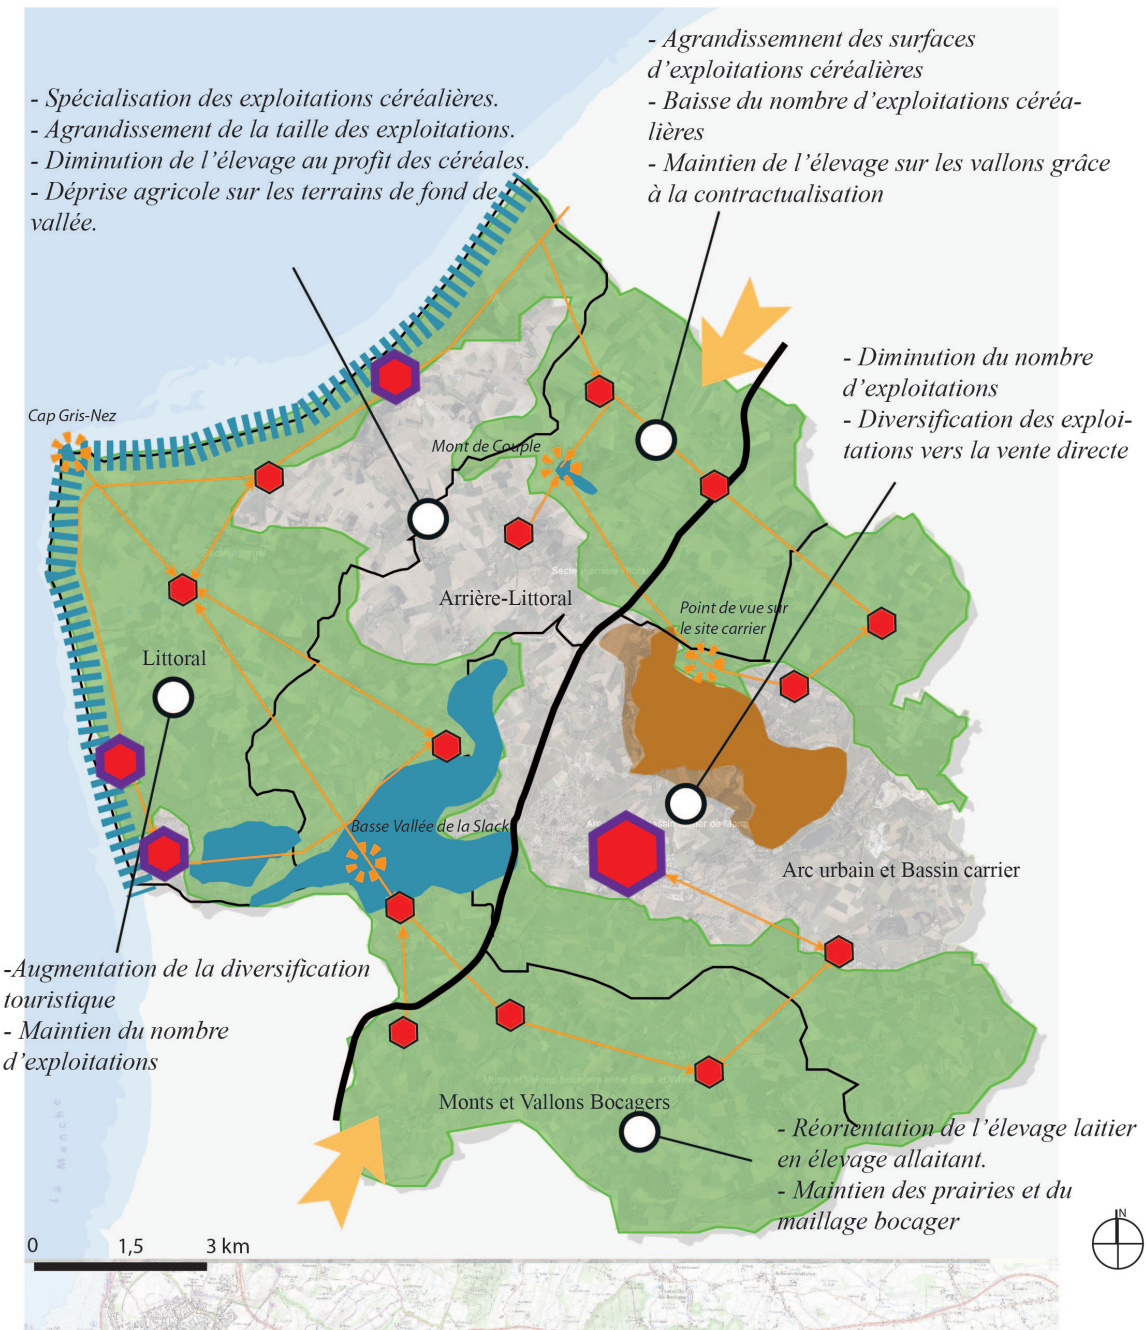 - Agrandissemnent des surfaces
d’exploitations céréalières
- Baisse du nombre d’exploitations céréa-
lières
- Maintien de l’élevage sur les vallons grâce
à la contractualisation
- Spécialisation des exploitations céréalières.
- Agrandissement de la taille des exploitations.
- Diminution de l’élevage au profit des céréales.
- Déprise agricole sur les terrains de fond de
vallée.
- Diminution du nombre
d’exploitations
- Diversification des exploi-
tations vers la vente directe
Cap Gris-Nez
Mont de Couple
Arrière-Littoral
Point de vue sur
le site carrier
Littoral
Basse Vallée de la Slack
Arc urbain et Bassin carrier
-Augmentation de la diversification
touristique
- Maintien du nombre
d’exploitations
Monts et Vallons Bocagers
- Réorientation de l’élevage laitier
en élevage allaitant.
- Maintien des prairies et du
maillage bocager
La Manche
N
0 1,5 3 km